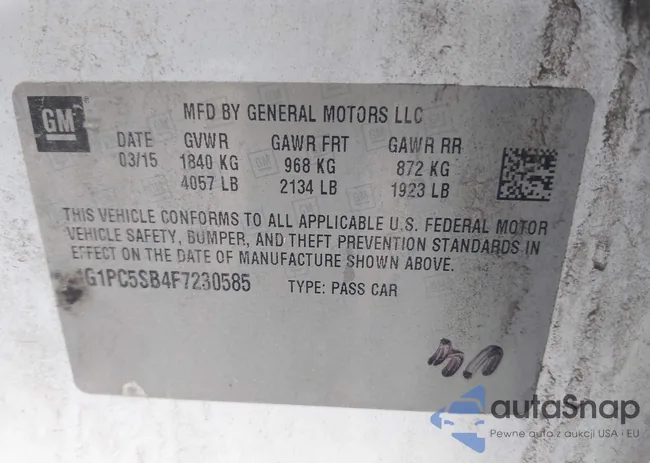 GM
MFD BY GENERAL MOTORS LLC
DATE GVWR GAWR FRT GAWR RR
03/15 1840 KG 968 KG 872 KG
4057 LB 2134 LB 1923 LB
THIS VEHICLE CONFORMS TO ALL APPLICABLE U.S. FEDERAL MOTOR
VEHICLE SAFETY, BUMPER, AND THEFT PREVENTION STANDARDS IN
EFFECT ON THE DATE OF MANUFACTURE SHOWN ABOVE.
G1PC5SB4F7230585 TYPE: PASS CAR
autoSnap
Pewne auta z aukcji USA i EU